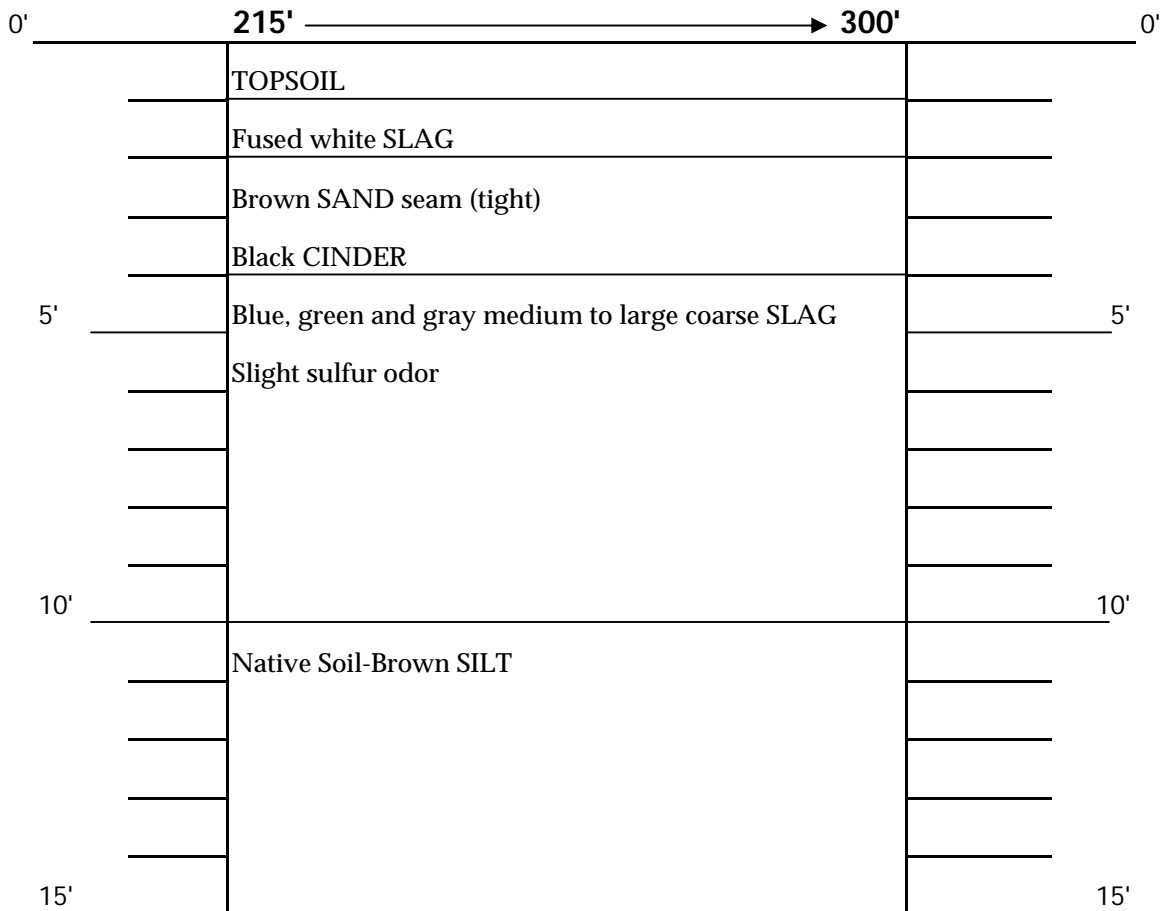 0' 215' 300' 0'
TOPSOIL
Fused white SLAG
Brown SAND seam (tight)
Black CINDER
5' Blue, green and gray medium to large coarse SLAG 5'
Slight sulfur odor
10' 10'
Native Soil-Brown SILT
15' 15'